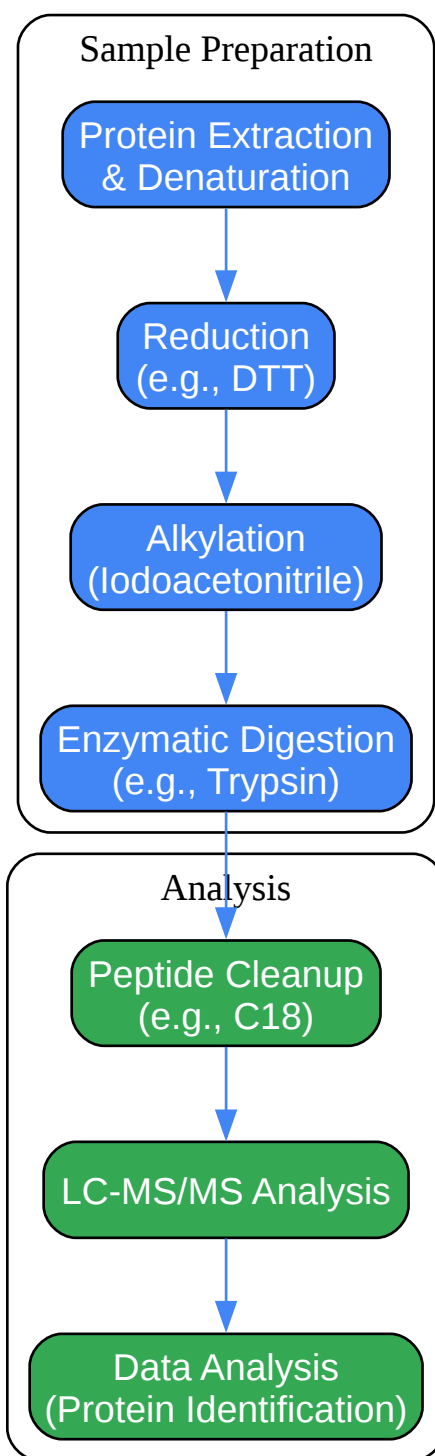 Sample Preparation
Protein Extraction
& Denaturation
Reduction
(e.g., DTT)
Alkylation
(Iodoacetonitrile)
Enzymatic Digestion
(e.g., Trypsin)
Analysis
Peptide Cleanup
(e.g., C18)
LC-MS/MS Analysis
Data Analysis
(Protein Identification)